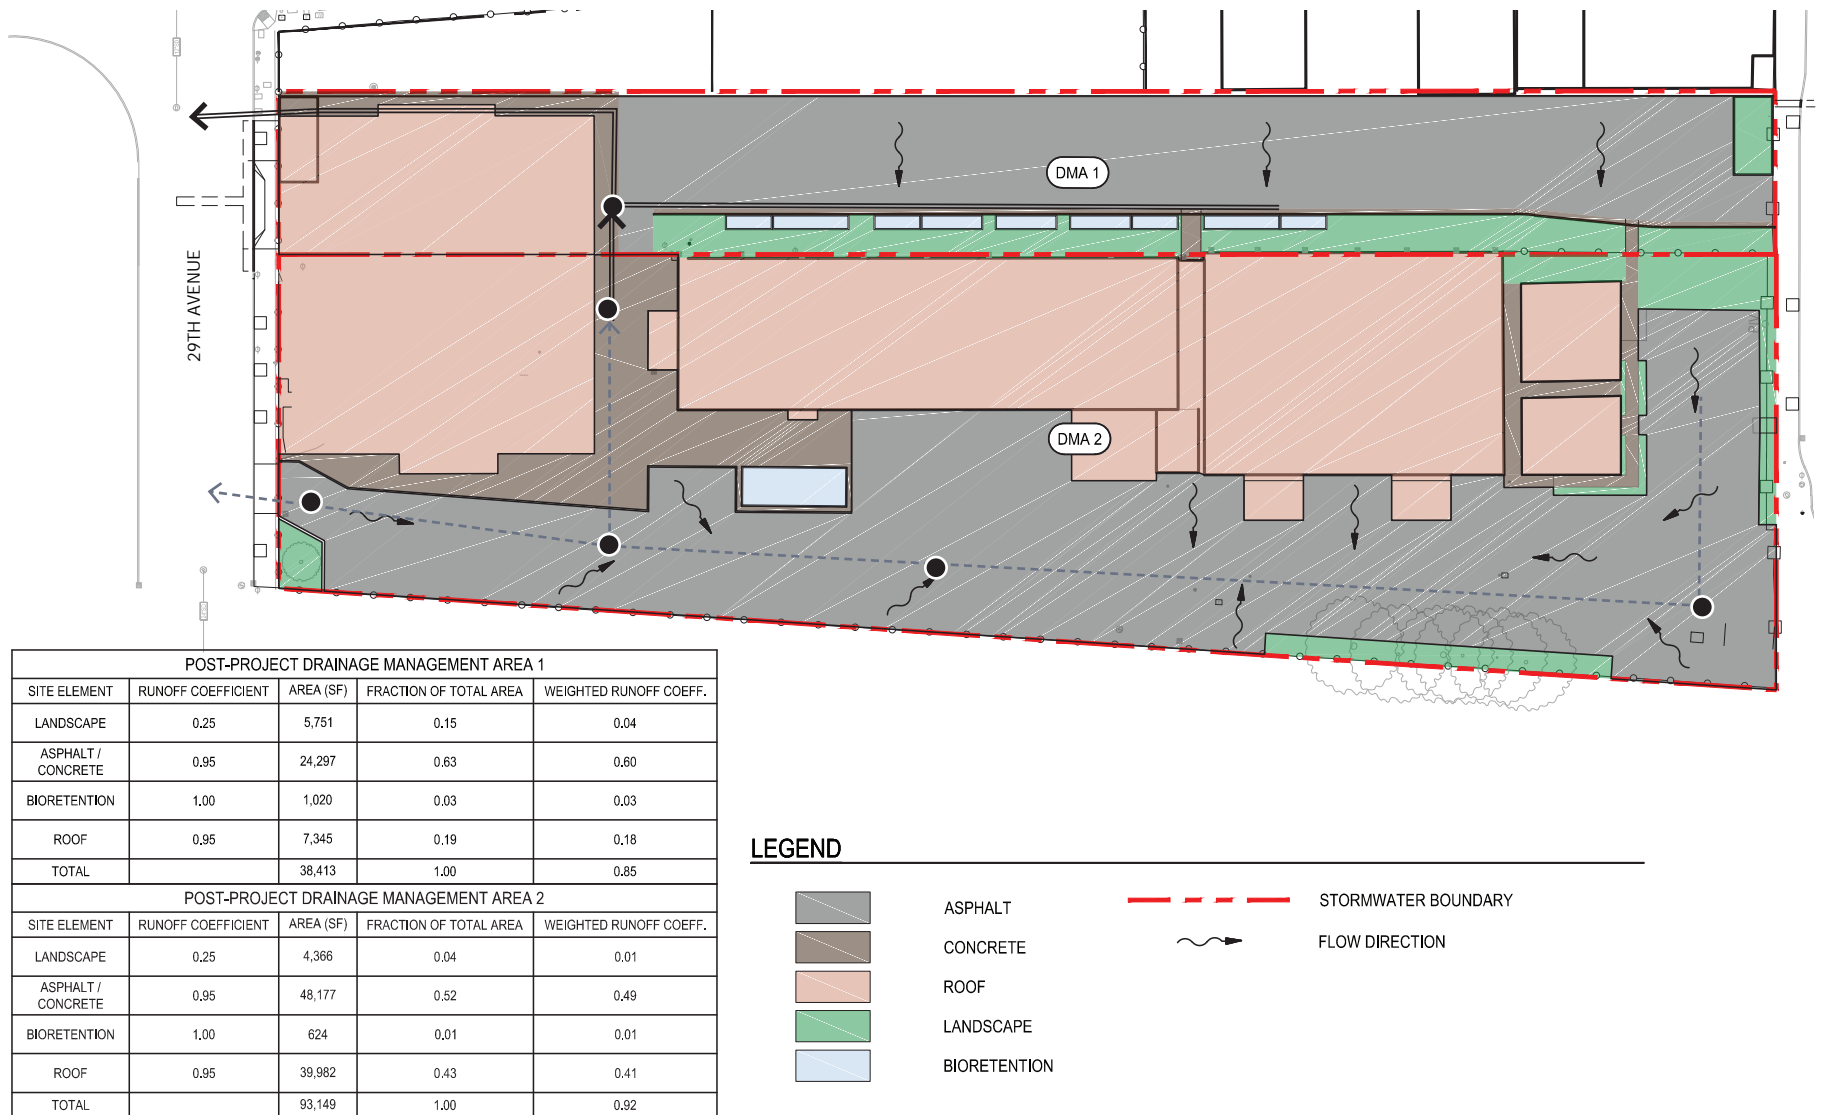 DMA 1
29TH AVENUE
DMA 2
POST-PROJECT DRAINAGE MANAGEMENT AREA 1
SITE ELEMENT RUNOFF COEFFICIENT AREA (SF) FRACTION OF TOTAL AREA WEIGHTED RUNOFF COEFF.
LANDSCAPE 0.25 5,751 0.15 0.04
ASPHALT /
CONCRETE 0.95 24,297 0.63 0.60
BIORETENTION 1.00 1,020 0.03 0.03
ROOF 0.95 7,345 0.19 0.18
TOTAL 38,413 1.00 0.85
POST-PROJECT DRAINAGE MANAGEMENT AREA 2
SITE ELEMENT RUNOFF COEFFICIENT AREA (SF) FRACTION OF TOTAL AREA WEIGHTED RUNOFF COEFF.
LANDSCAPE 0.25 4,366 0.04 0.01
ASPHALT /
CONCRETE 0.95 48,177 0.52 0.49
BIORETENTION 1.00 624 0.01 0.01
ROOF 0.95 39,982 0.43 0.41
TOTAL 93,149 1.00 0.92
LEGEND
ASPHALT
CONCRETE
ROOF
LANDSCAPE
BIORETENTION
STORMWATER BOUNDARY
FLOW DIRECTION